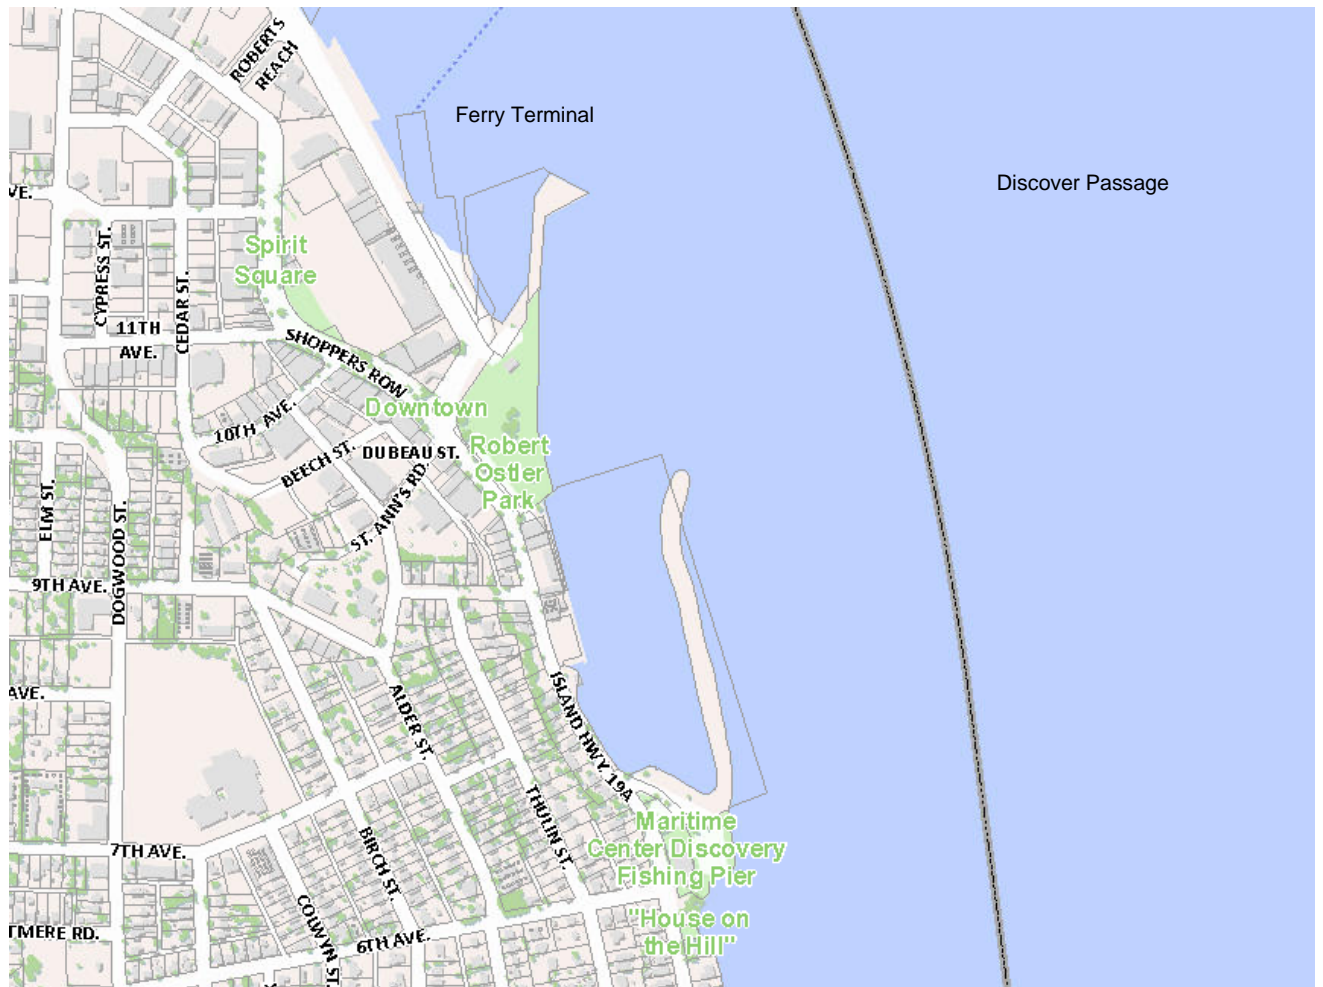 ROBERTS
REACH
Ferry Terminal
Discover Passage
VE.
CYPRESS ST.
CEDAR ST.
Spirit
Square
11TH
AVE.
SHOPPERS ROW
10TH AVE.
Downtown
BEECH ST.
DUBEAU ST.
ST. ANN'S RD.
Robert
Ostler
Park
ELM ST.
DOGWOOD ST.
9TH AVE.
AVE.
ALDER ST.
ISLAND HWY. 19A
THULIN ST.
7TH AVE.
BIRCH ST.
Maritime
Center Discovery
Fishing Pier
"House on
the Hill"
COLWYN ST.
6TH AVE.
TMERE RD.